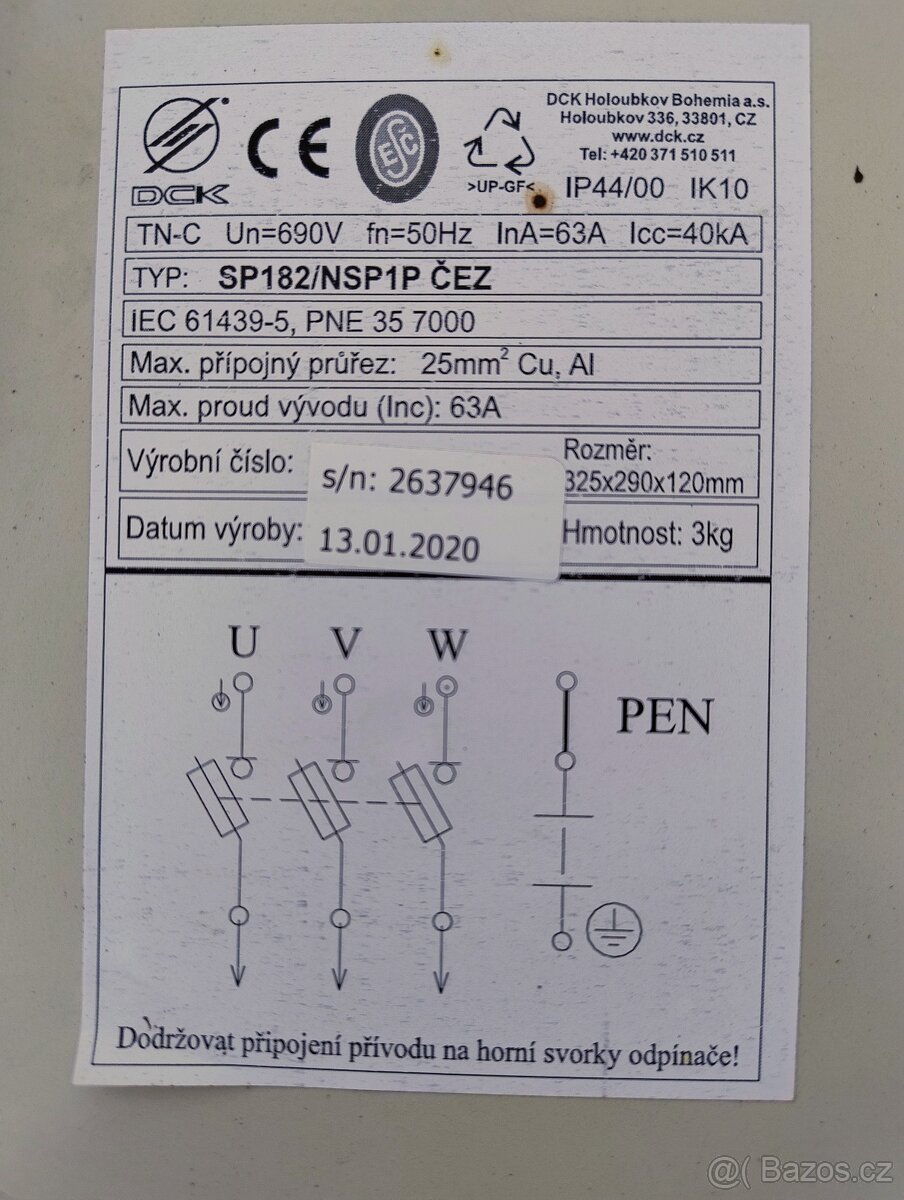 DCK Holoubkov Bohemia a.s.
Holoubkov 336, 33801, CZ
www.dck.cz
Tel: +420 371 510 511
DCK
CE
ESČ
>UP-GF<
IP44/00 IK10
TN-C Un=690V fn=50Hz InA=63A Icc=40kA
TYP: SP182/NSP1P ČEZ
IEC 61439-5, PNE 35 7000
Max. přípojný průřez: 25mm² Cu, Al
Max. proud vývodu (Inc): 63A
Výrobní číslo: s/n: 2637946
Rozměr:
325x290x120mm
Datum výroby: 13.01.2020
Hmotnost: 3kg
U V W
PEN
Dodržovat připojení přívodu na horní svorky odpínače!
@( Bazos.cz